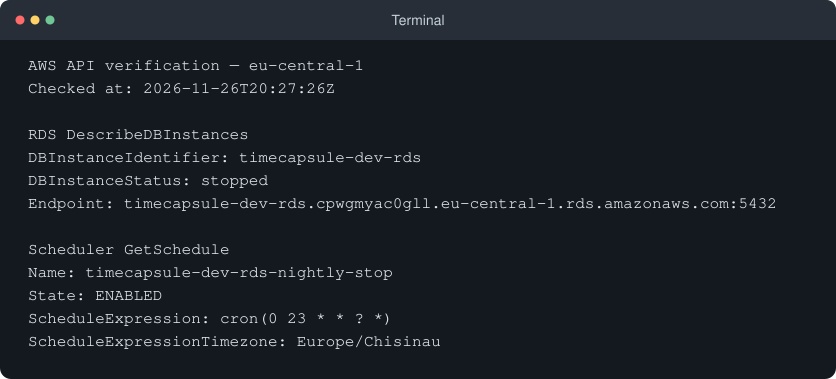 Terminal
AWS API verification — eu-central-1
Checked at: 2026-11-26T20:27:26Z
RDS DescribeDBInstances
DBInstanceIdentifier: timecapsule-dev-rds
DBInstanceStatus: stopped
Endpoint: timecapsule-dev-rds.cpwgmyac0gll.eu-central-1.rds.amazonaws.com:5432
Scheduler GetSchedule
Name: timecapsule-dev-rds-nightly-stop
State: ENABLED
ScheduleExpression: cron(0 23 * * ? *)
ScheduleExpressionTimezone: Europe/Chisinau